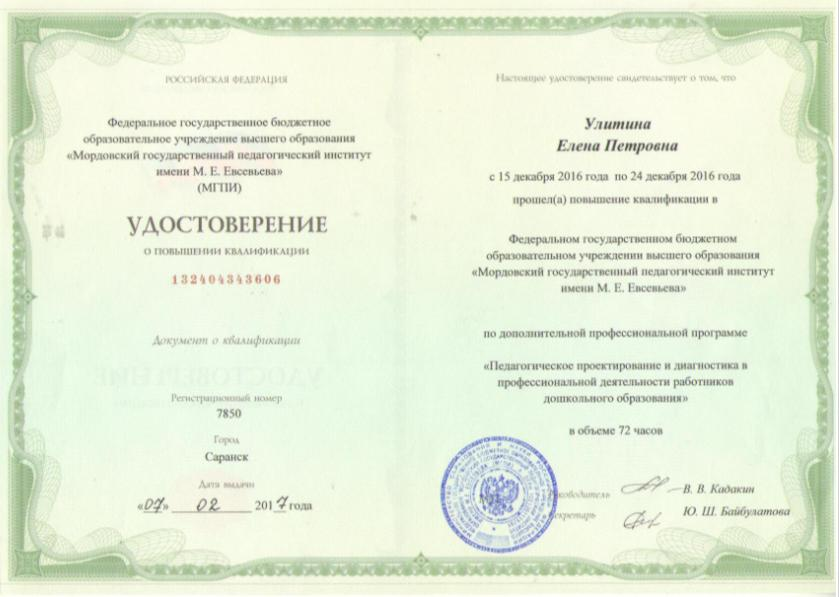 РОССИЙСКАЯ ФЕДЕРАЦИЯ
Федеральное государственное бюджетное
образовательное учреждение высшего образования
«Мордовский государственный педагогический институт
имени М. Е. Евсевьева»
(МГПИ)
УДОСТОВЕРЕНИЕ
О ПОВЫШЕНИИ КВАЛИФИКАЦИИ
132404343606
Документ о квалификации
Регистрационный номер
7850
Город
Саранск
Дата выдачи
«07» 02 2017 года
Настоящее удостоверение свидетельствует о том, что
Улитина
Елена Петровна
с 15 декабря 2016 года по 24 декабря 2016 года
прошел(а) повышение квалификации в
Федеральном государственном бюджетном
образовательном учреждении высшего образования
«Мордовский государственный педагогический институт
имени М. Е. Евсевьева»
по дополнительной профессиональной программе
«Педагогическое проектирование и диагностика в
профессиональной деятельности работников
дошкольного образования»
в объеме 72 часов
Руководитель В. В. Кадакин
Секретарь Ю. Ш. Байбулатова